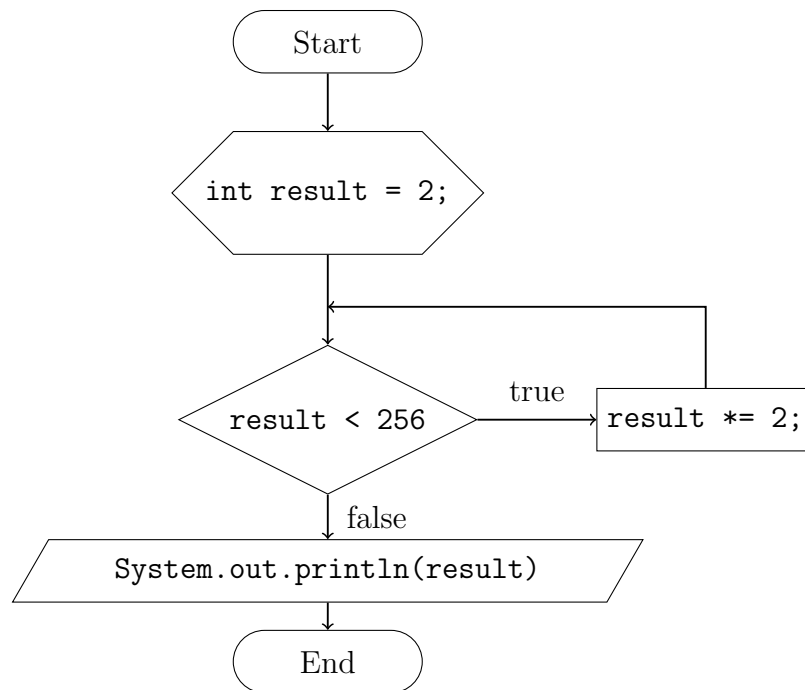 Start
int result = 2;
result < 256
true
result *= 2;
false
System.out.println(result)
End